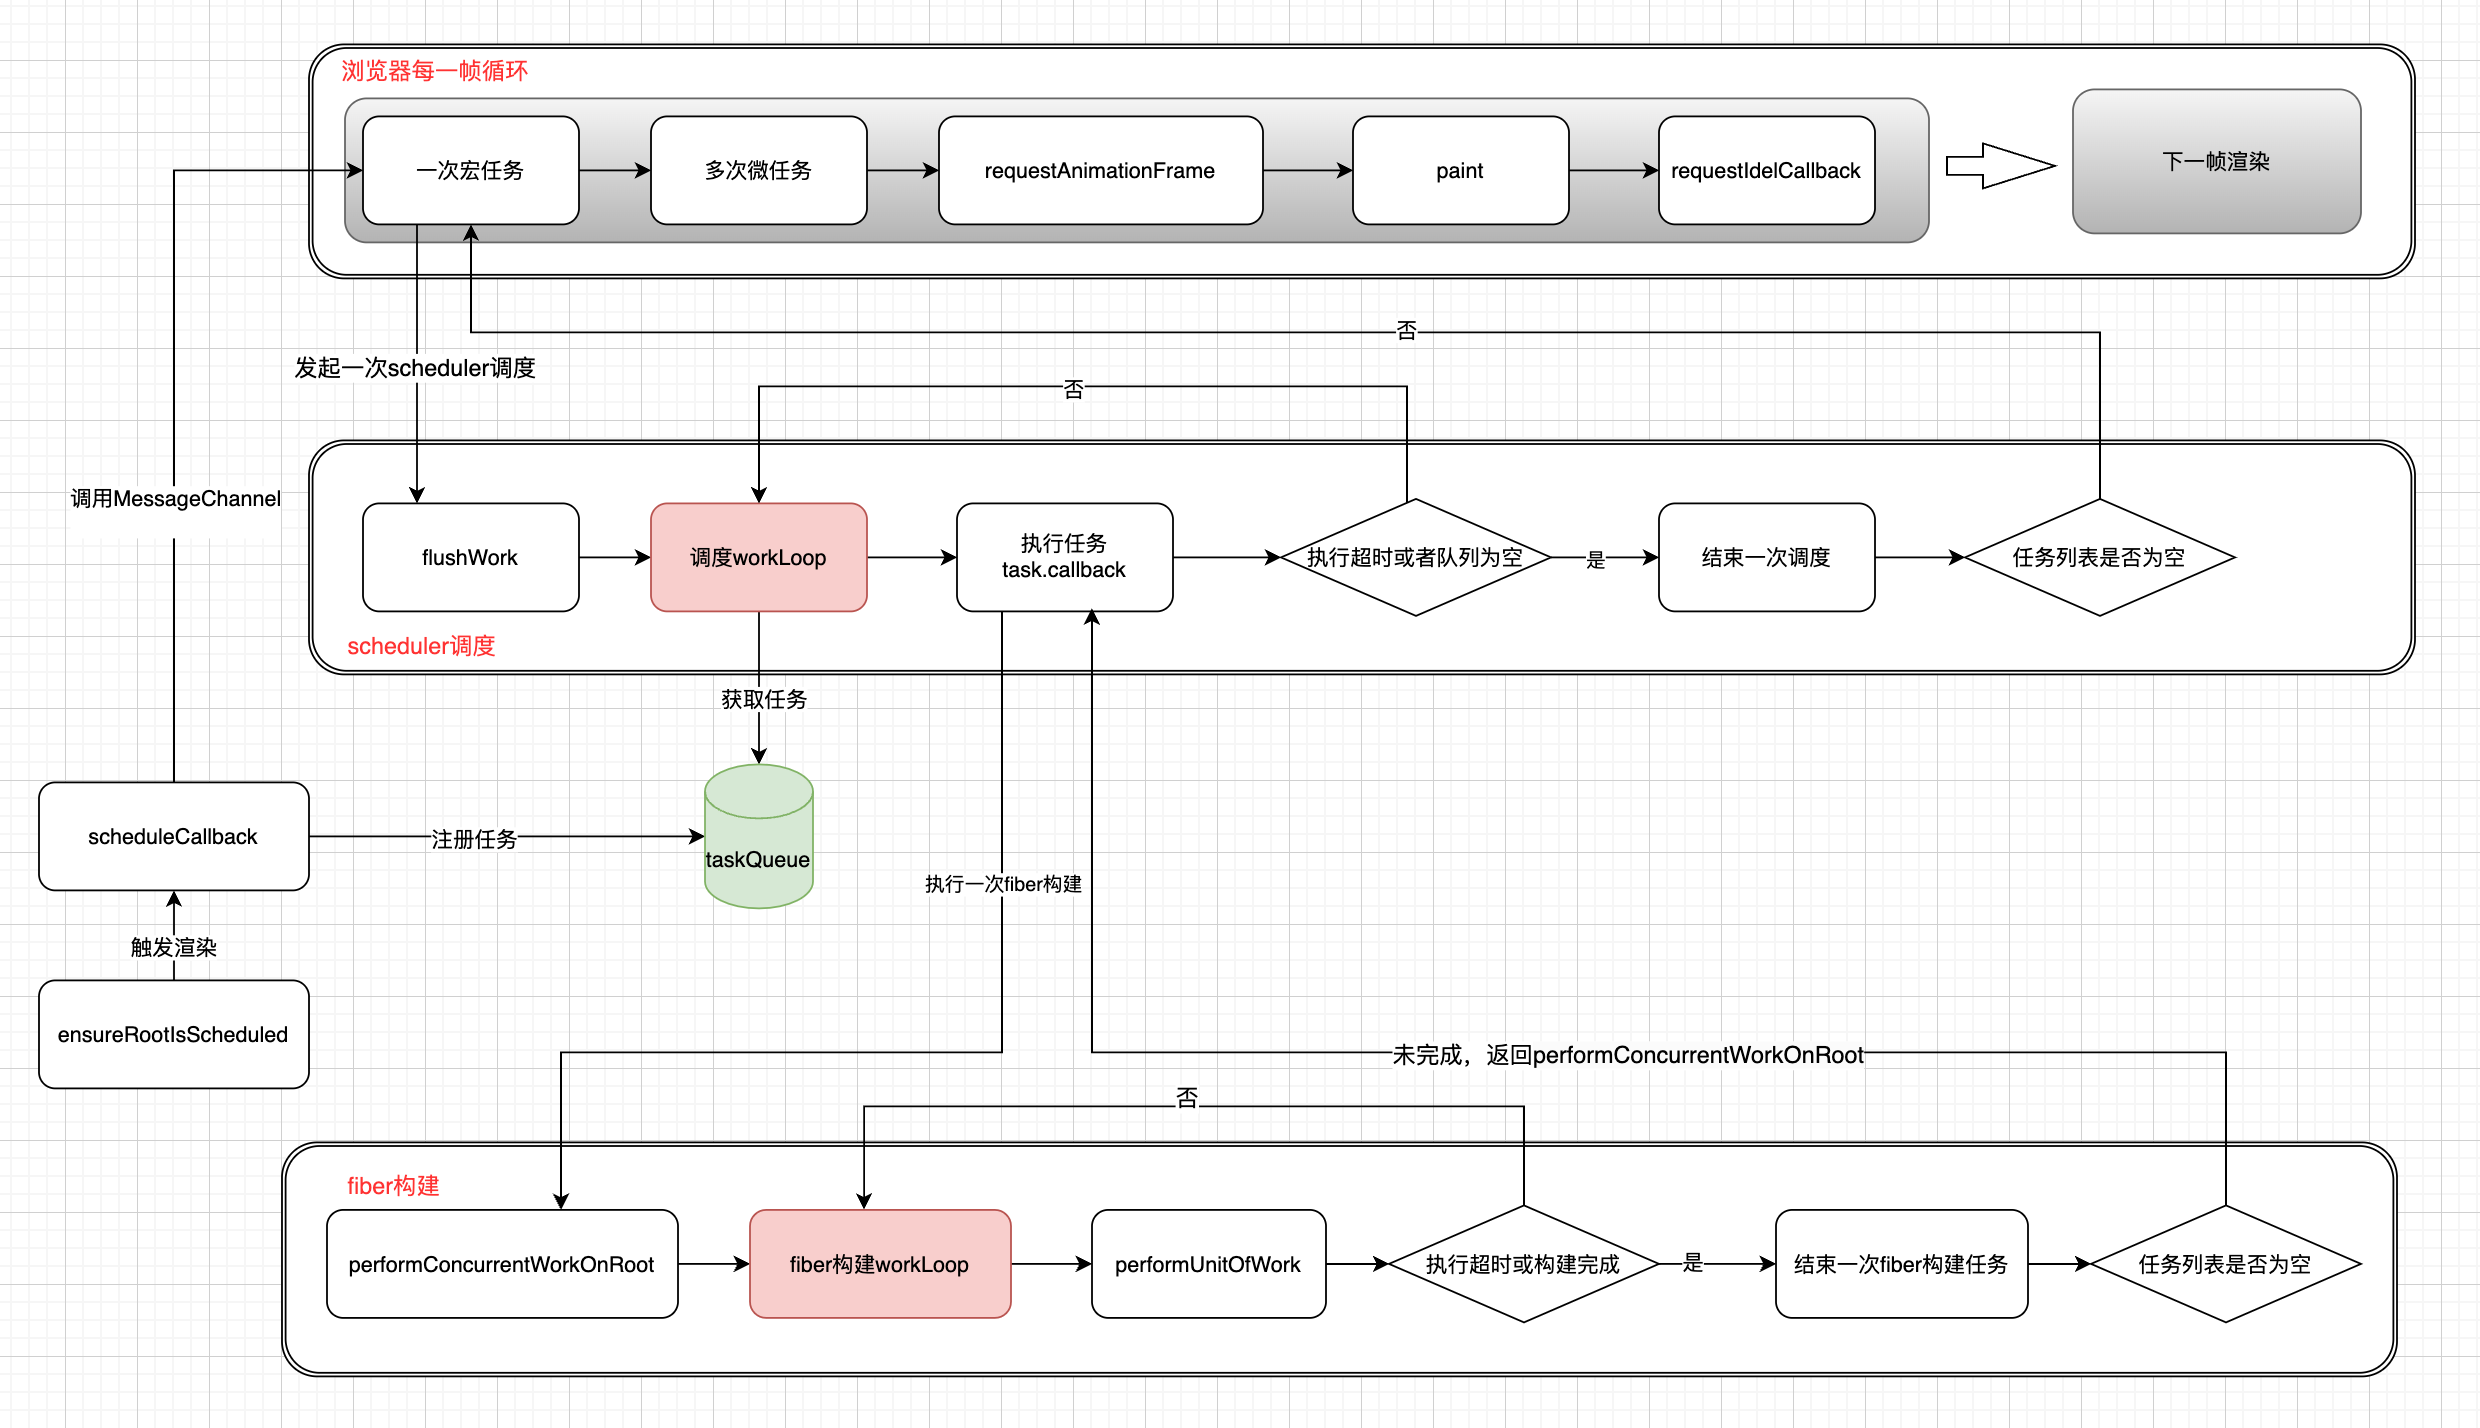 浏览器每一帧循环
一次宏任务
多次微任务
requestAnimationFrame
paint
requestIdelCallback
下一帧渲染
否
发起一次scheduler调度
否
调用MessageChannel
flushWork
调度workLoop
执行任务
task.callback
执行超时或者队列为空
是
结束一次调度
任务列表是否为空
scheduler调度
获取任务
scheduleCallback
注册任务
taskQueue
执行一次fiber构建
触发渲染
ensureRootIsScheduled
未完成，返回performConcurrentWorkOnRoot
否
fiber构建
performConcurrentWorkOnRoot
fiber构建workLoop
performUnitOfWork
执行超时或构建完成
是
结束一次fiber构建任务
任务列表是否为空